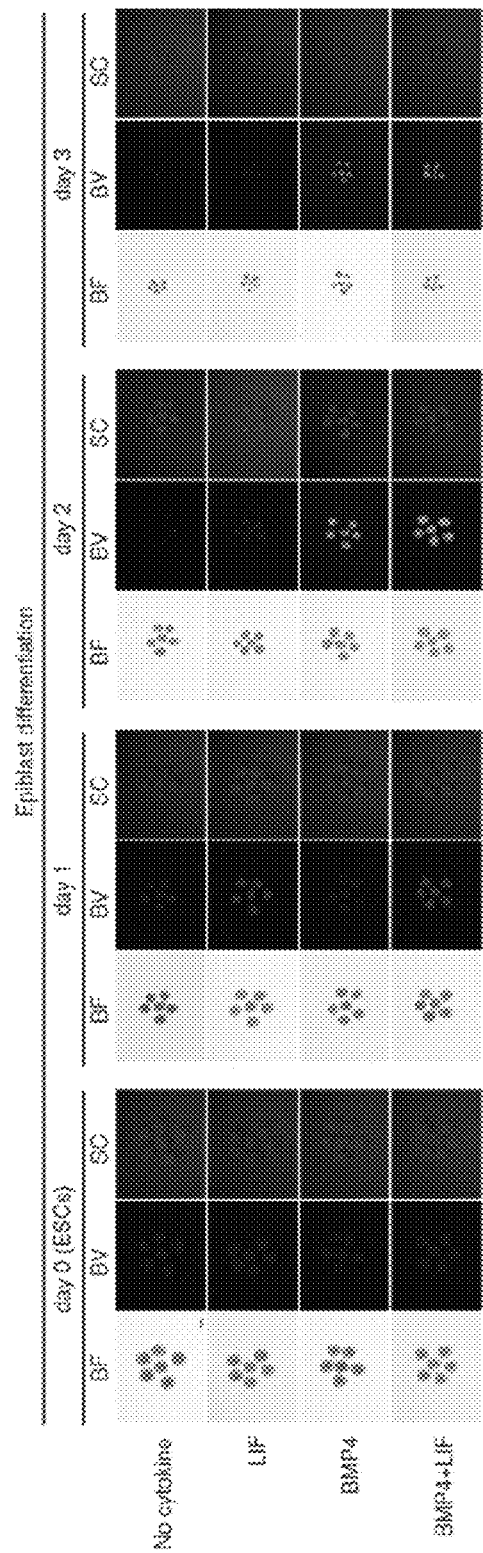 Epiblast differentiation
day 0 (ESCs) day 1 day 2 day 3
BF BV SC BF BV SC BF BV SC BF BV SC
No cytokine
LIF
BMP4
BMP4+LIF